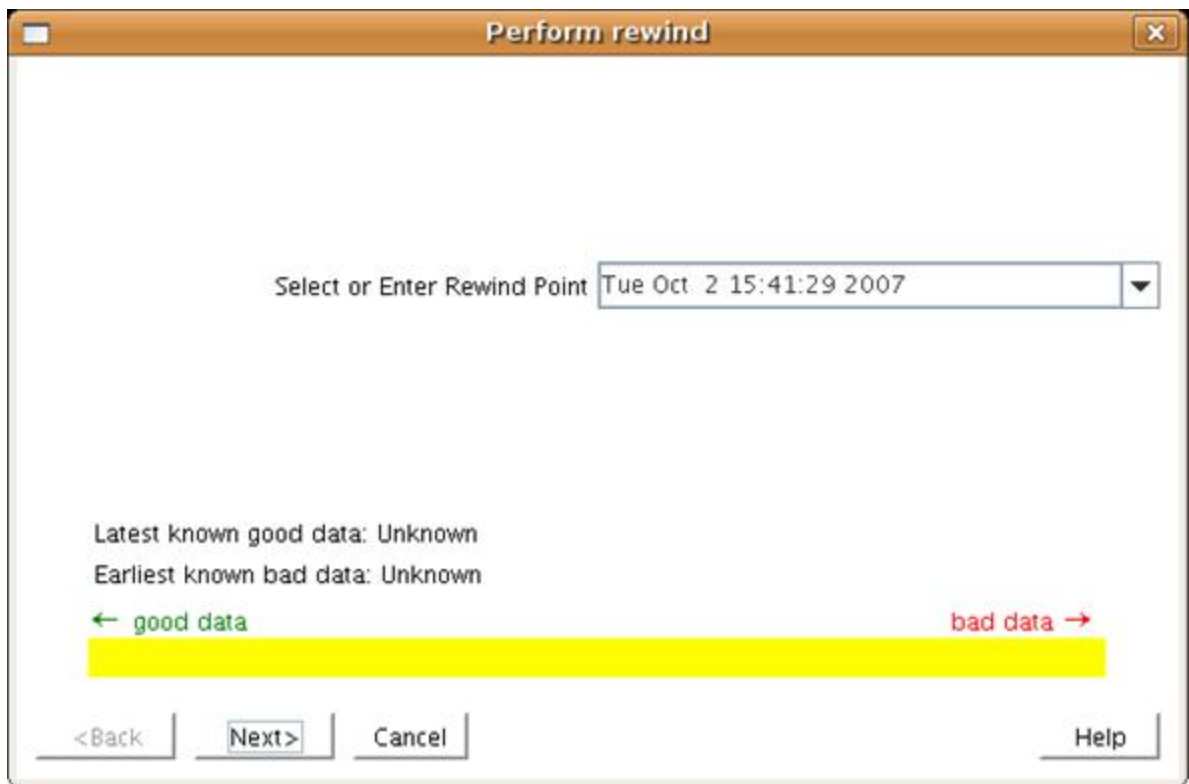 Perform rewind
Select or Enter Rewind Point Tue Oct  2 15:41:29 2007
Latest known good data: Unknown
Earliest known bad data: Unknown
← good data bad data →
<Back Next> Cancel Help